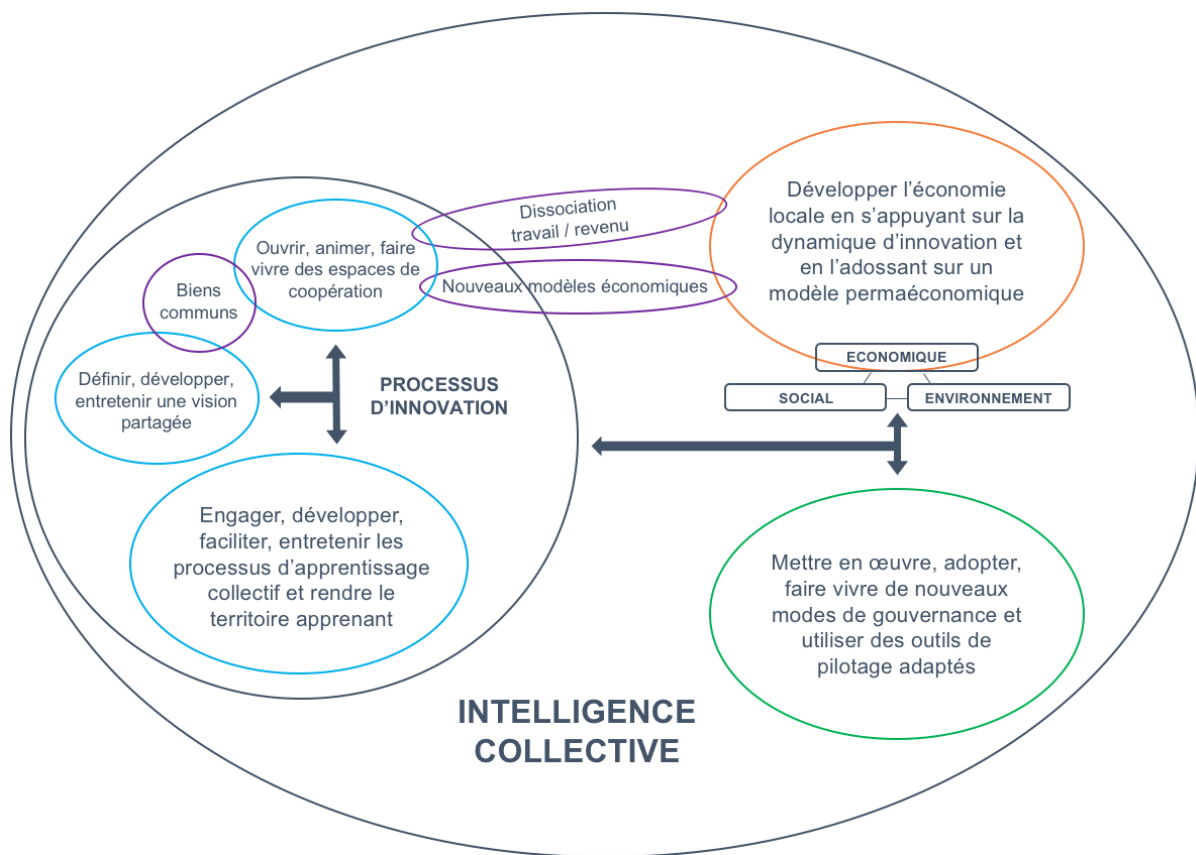 Dissociation
travail / revenu
Nouveaux modèles économiques
Développer l’économie
locale en s’appuyant sur la
dynamique d’innovation et
en l’adossant sur un
modèle permaéconomique
Ouvrir, animer, faire
vivre des espaces de
coopération
Biens
communs
Définir, développer,
entretenir une vision
partagée
PROCESSUS
D’INNOVATION
ECONOMIQUE
SOCIAL
ENVIRONNEMENT
Engager, développer,
faciliter, entretenir les
processus d’apprentissage
collectif et rendre le
territoire apprenant
Mettre en œuvre, adopter,
faire vivre de nouveaux
modes de gouvernance et
utiliser des outils de
pilotage adaptés
INTELLIGENCE
COLLECTIVE